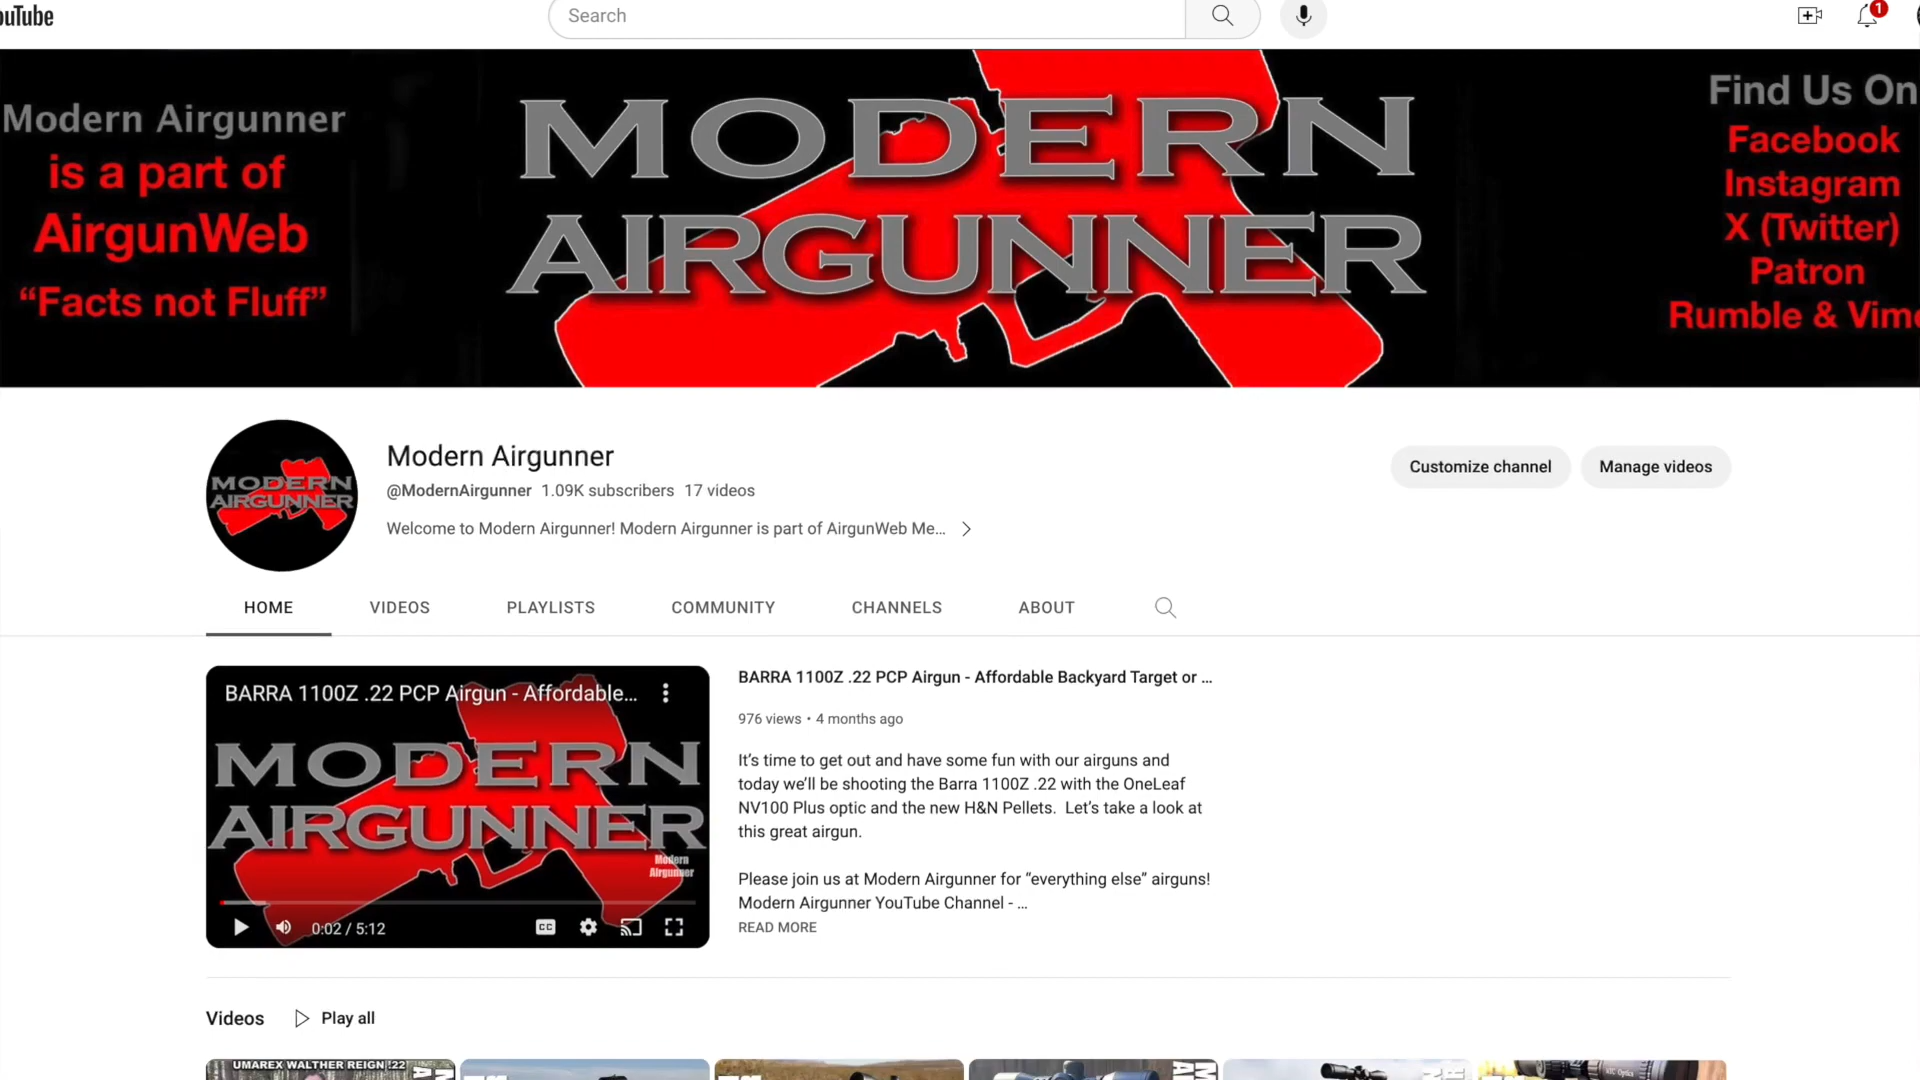 ouTube
Search
1
Modern Airgunner
is a part of
AirgunWeb
“Facts not Fluff”
MODERN
AIRGUNNER
Find Us On
Facebook
Instagram
X (Twitter)
Patron
Rumble & Vime
MODERN
AIRGUNNER
Modern Airgunner
@ModernAirgunner 1.09K subscribers 17 videos
Welcome to Modern Airgunner! Modern Airgunner is part of AirgunWeb Me...
Customize channel
Manage videos
HOME
VIDEOS
PLAYLISTS
COMMUNITY
CHANNELS
ABOUT
BARRA 1100Z .22 PCP Airgun - Affordable...
MODERN
AIRGUNNER
Modern
Airgunner
0:02 / 5:12
CC
BARRA 1100Z .22 PCP Airgun - Affordable Backyard Target or ...
976 views • 4 months ago
It’s time to get out and have some fun with our airguns and
today we’ll be shooting the Barra 1100Z .22 with the OneLeaf
NV100 Plus optic and the new H&N Pellets. Let’s take a look at
this great airgun.
Please join us at Modern Airgunner for “everything else” airguns!
Modern Airgunner YouTube Channel - ...
READ MORE
Videos
Play all
UMAREX WALTHER REIGN .22